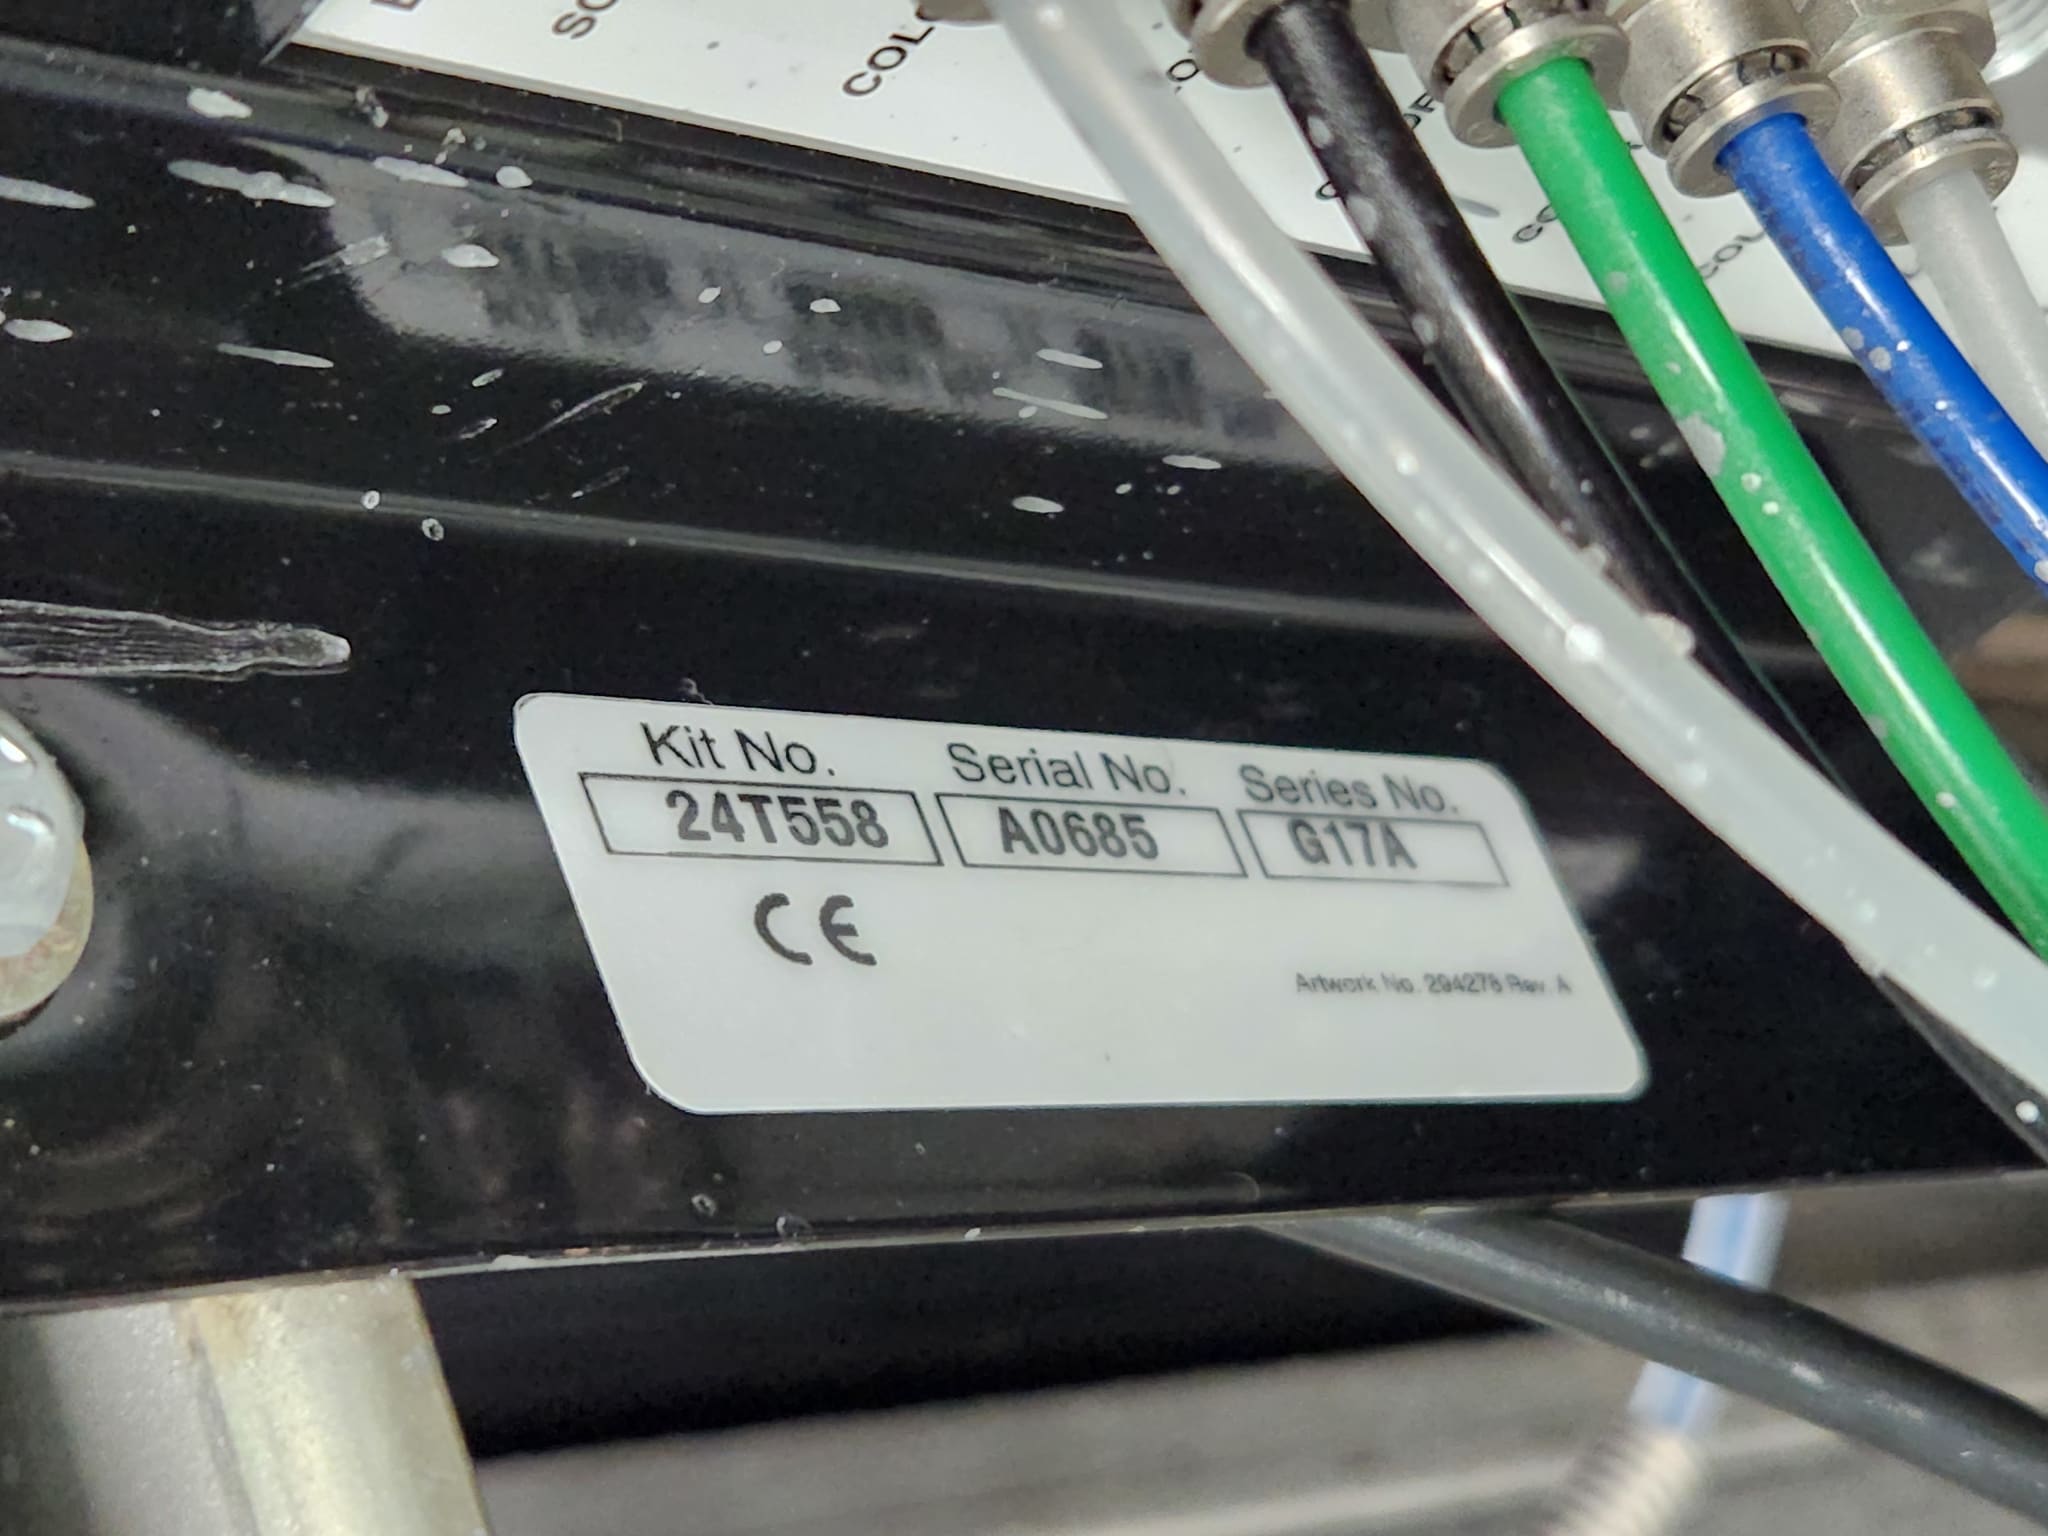 Kit No. Serial No. Series No.
24T558 A0685 G17A
CE
Artwork No. 294278 Rev. A